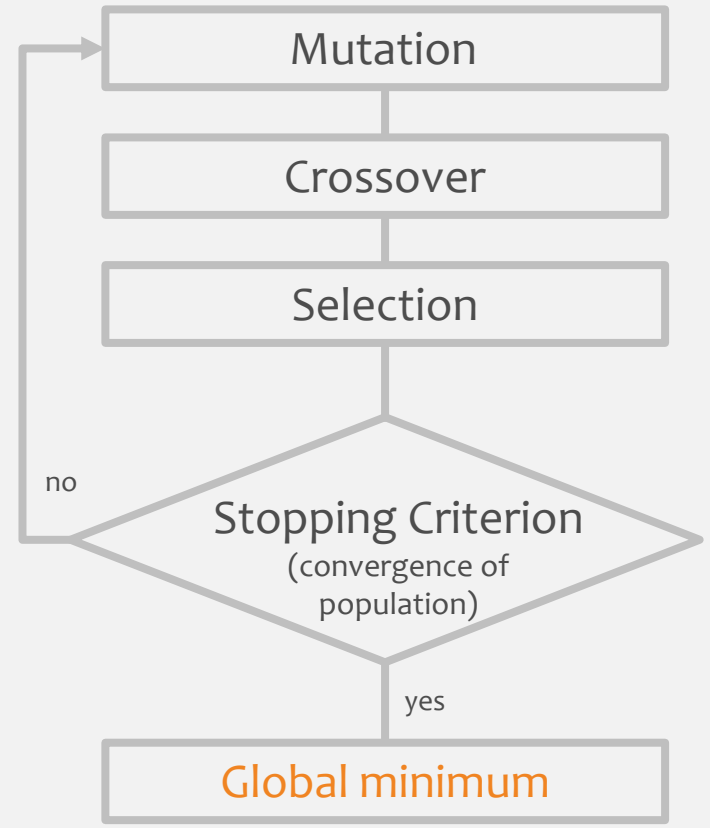 Mutation
Crossover
Selection
no
Stopping Criterion
(convergence of
population)
yes
Global minimum